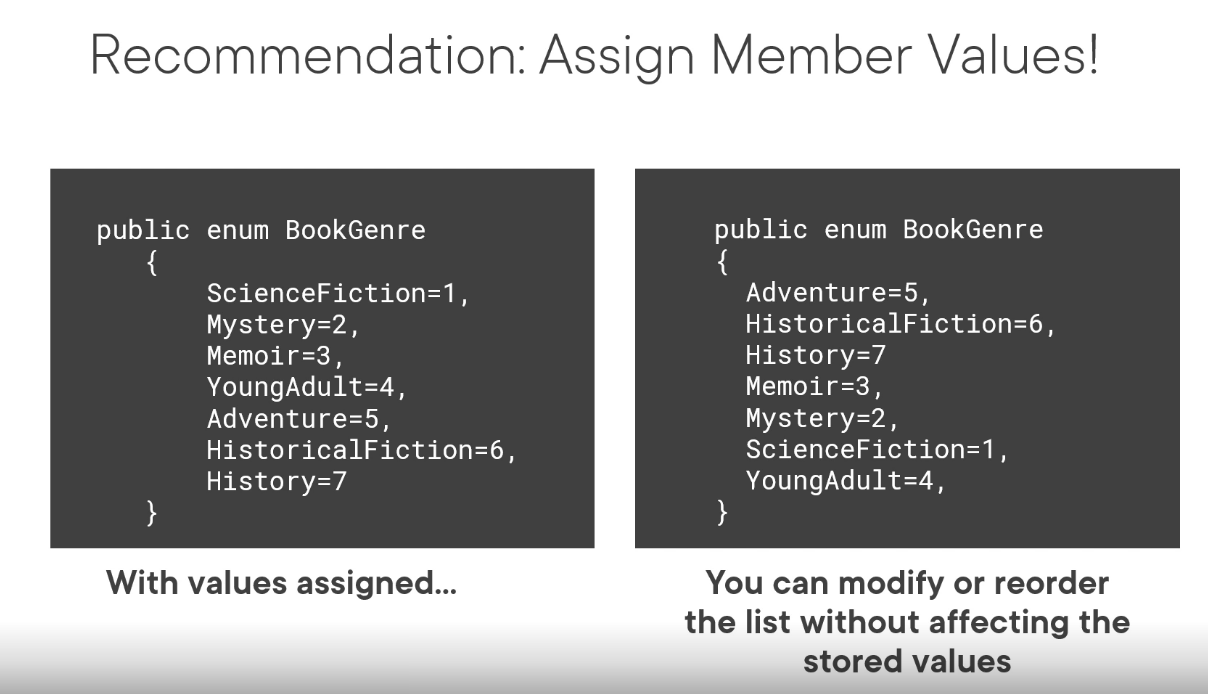 Recommendation: Assign Member Values!
public enum BookGenre
{
ScienceFiction=1,
Mystery=2,
Memoir=3,
YoungAdult=4,
Adventure=5,
HistoricalFiction=6,
History=7
}
With values assigned...
public enum BookGenre
{
Adventure=5,
HistoricalFiction=6,
History=7
Memoir=3,
Mystery=2,
ScienceFiction=1,
YoungAdult=4,
}
You can modify or reorder
the list without affecting the
stored values